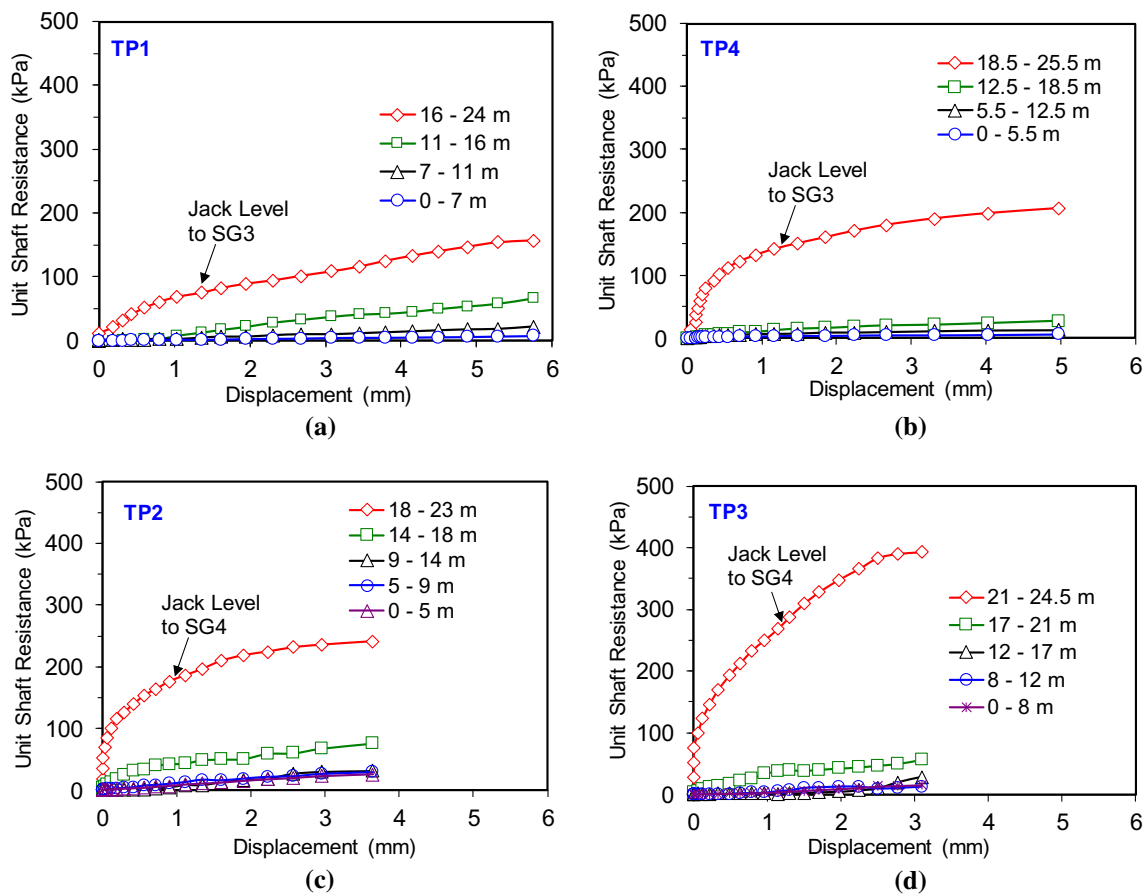 TP1
Unit Shaft Resistance (kPa)
500
400
300
200
100
0
16 - 24 m
11 - 16 m
7 - 11 m
0 - 7 m
Jack Level
to SG3
0 1 2 3 4 5 6
Displacement (mm)
(a)
TP4
Unit Shaft Resistance (kPa)
500
400
300
200
100
0
18.5 - 25.5 m
12.5 - 18.5 m
5.5 - 12.5 m
0 - 5.5 m
Jack Level
to SG3
0 1 2 3 4 5 6
Displacement (mm)
(b)
TP2
Unit Shaft Resistance (kPa)
500
400
300
200
100
0
18 - 23 m
14 - 18 m
9 - 14 m
5 - 9 m
0 - 5 m
Jack Level
to SG4
0 1 2 3 4 5 6
Displacement (mm)
(c)
TP3
Unit Shaft Resistance (kPa)
500
400
300
200
100
0
Jack Level
to SG4
21 - 24.5 m
17 - 21 m
12 - 17 m
8 - 12 m
0 - 8 m
0 1 2 3 4 5 6
Displacement (mm)
(d)